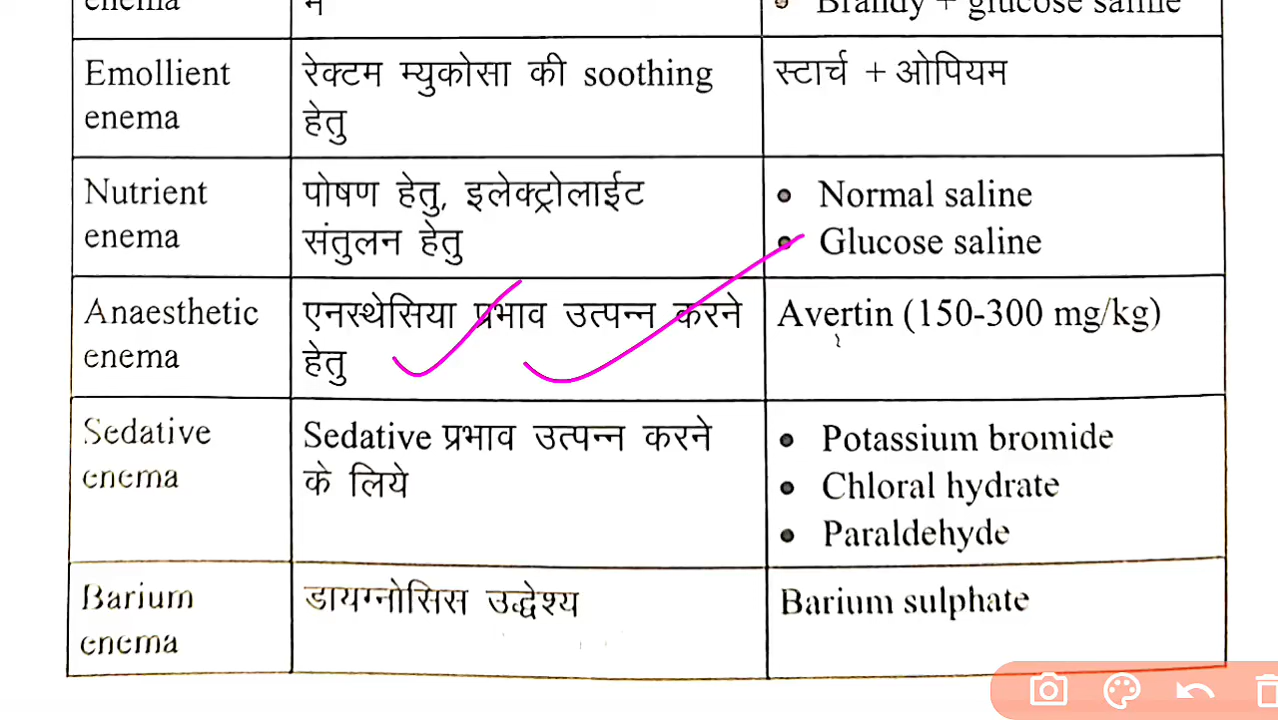 enema
में
Brandy + glucose saline
Emollient
enema
रेक्टम म्युकोसा की soothing
हेतु
स्टार्च + ओपियम
Nutrient
enema
पोषण हेतु, इलेक्ट्रोलाईट
संतुलन हेतु
Normal saline
Glucose saline
Anaesthetic
enema
एनस्थेसिया प्रभाव उत्पन्न करने
हेतु
Avertin (150-300 mg/kg)
Sedative
enema
Sedative प्रभाव उत्पन्न करने
के लिये
Potassium bromide
Chloral hydrate
Paraldehyde
Barium
enema
डायग्नोसिस उद्धेश्य
Barium sulphate